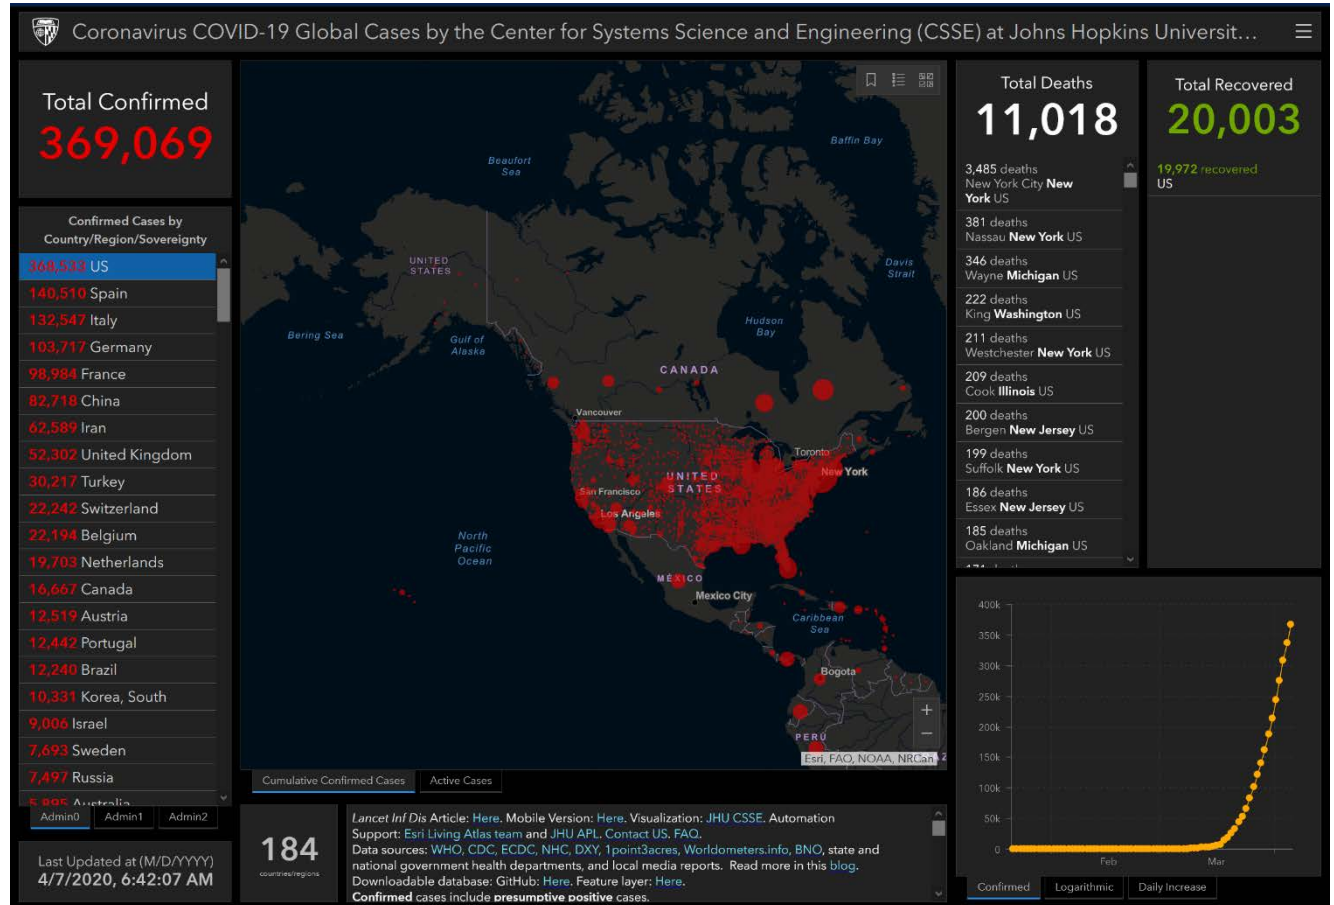 Coronavirus COVID-19 Global Cases by the Center for Systems Science and Engineering (CSSE) at Johns Hopkins Universit...
Total Confirmed
369,069
Confirmed Cases by
Country/Region/Sovereignty
368,533 US
140,510 Spain
132,547 Italy
103,717 Germany
98,984 France
82,718 China
62,589 Iran
52,302 United Kingdom
30,217 Turkey
22,242 Switzerland
22,194 Belgium
19,703 Netherlands
16,667 Canada
12,519 Austria
12,442 Portugal
12,240 Brazil
10,331 Korea, South
9,006 Israel
7,693 Sweden
7,497 Russia
5,895 Australia
Admin0 Admin1 Admin2
Last Updated at (M/D/YYYY)
4/7/2020, 6:42:07 AM
Beaufort
Sea
Baffin Bay
UNITED
STATES
Davis
Strait
Bering Sea
Gulf of
Alaska
Hudson
Bay
CANADA
Vancouver
Toronto
New York
UNITED
STATES
San Francisco
Los Angeles
North
Pacific
Ocean
MÉXICO
Mexico City
Caribbean
Sea
Bogota
PERÚ
+
−
Esri, FAO, NOAA, NRCan
Cumulative Confirmed Cases Active Cases
184
countries/regions
Lancet Inf Dis Article: Here. Mobile Version: Here. Visualization: JHU CSSE. Automation
Support: Esri Living Atlas team and JHU APL. Contact US. FAQ.
Data sources: WHO, CDC, ECDC, NHC, DXY, 1point3acres, Worldometers.info, BNO, state and
national government health departments, and local media reports. Read more in this blog.
Downloadable database: GitHub: Here. Feature layer: Here.
Confirmed cases include presumptive positive cases.
Total Deaths
11,018
3,485 deaths
New York City New
York US
381 deaths
Nassau New York US
346 deaths
Wayne Michigan US
222 deaths
King Washington US
211 deaths
Westchester New York US
209 deaths
Cook Illinois US
200 deaths
Bergen New Jersey US
199 deaths
Suffolk New York US
186 deaths
Essex New Jersey US
185 deaths
Oakland Michigan US
Total Recovered
20,003
19,972 recovered
US
400k
350k
300k
250k
200k
150k
100k
50k
0
Feb Mar
Confirmed Logarithmic Daily Increase